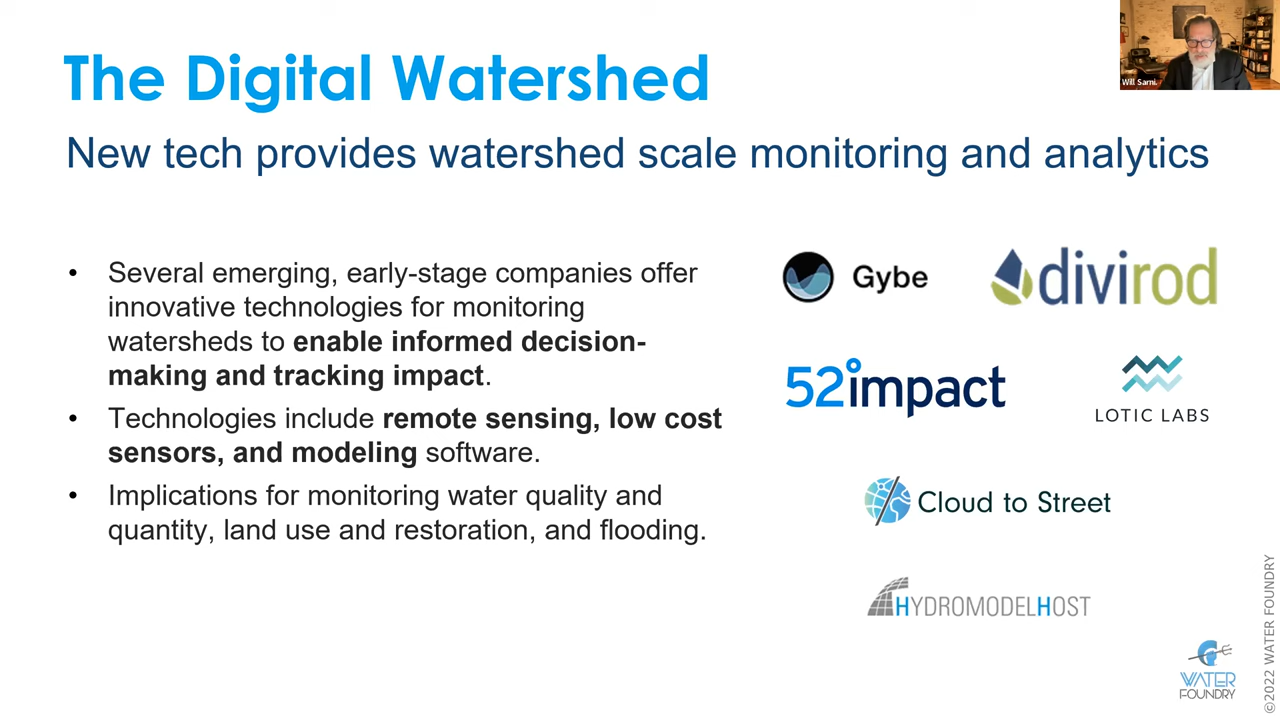 The Digital Watershed
Will Sarni
New tech provides watershed scale monitoring and analytics
• Several emerging, early-stage companies offer
innovative technologies for monitoring
watersheds to enable informed decision-
making and tracking impact.
• Technologies include remote sensing, low cost
sensors, and modeling software.
• Implications for monitoring water quality and
quantity, land use and restoration, and flooding.
Gybe
divirod
52impact
LOTIC LABS
Cloud to Street
HYDROMODELHOST
WATER
FOUNDRY
©2022 WATER FOUNDRY